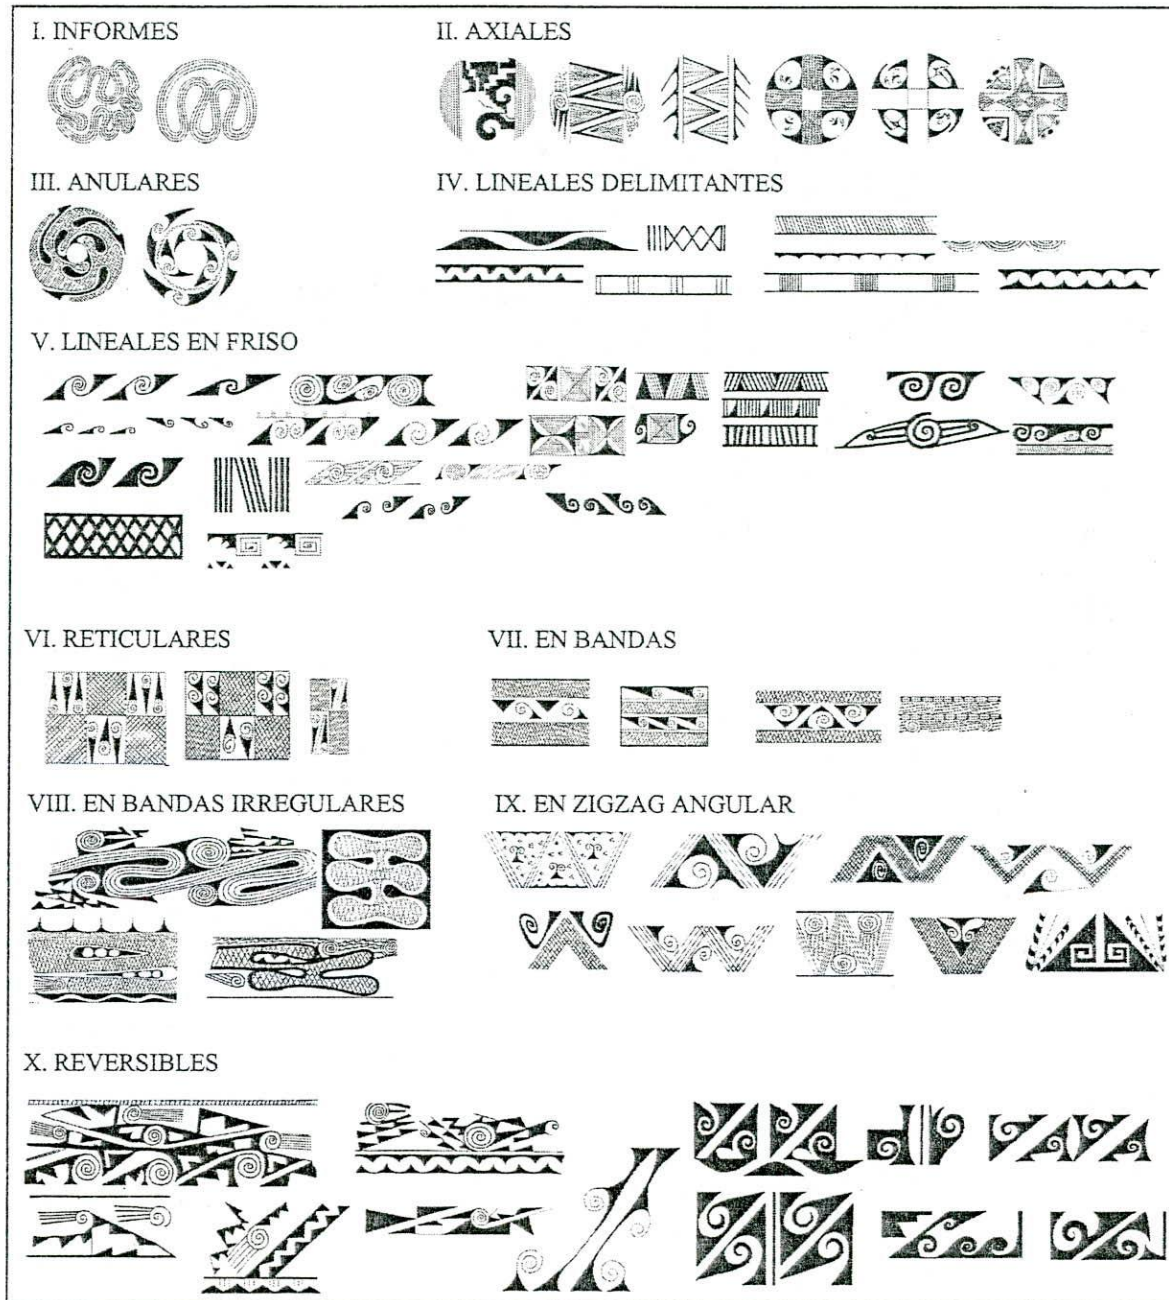 I. INFORMES
II. AXIALES
III. ANULARES
IV. LINEALES DELIMITANTES
V. LINEALES EN FRISO
VI. RETICULARES
VII. EN BANDAS
VIII. EN BANDAS IRREGULARES
IX. EN ZIGZAG ANGULAR
X. REVERSIBLES